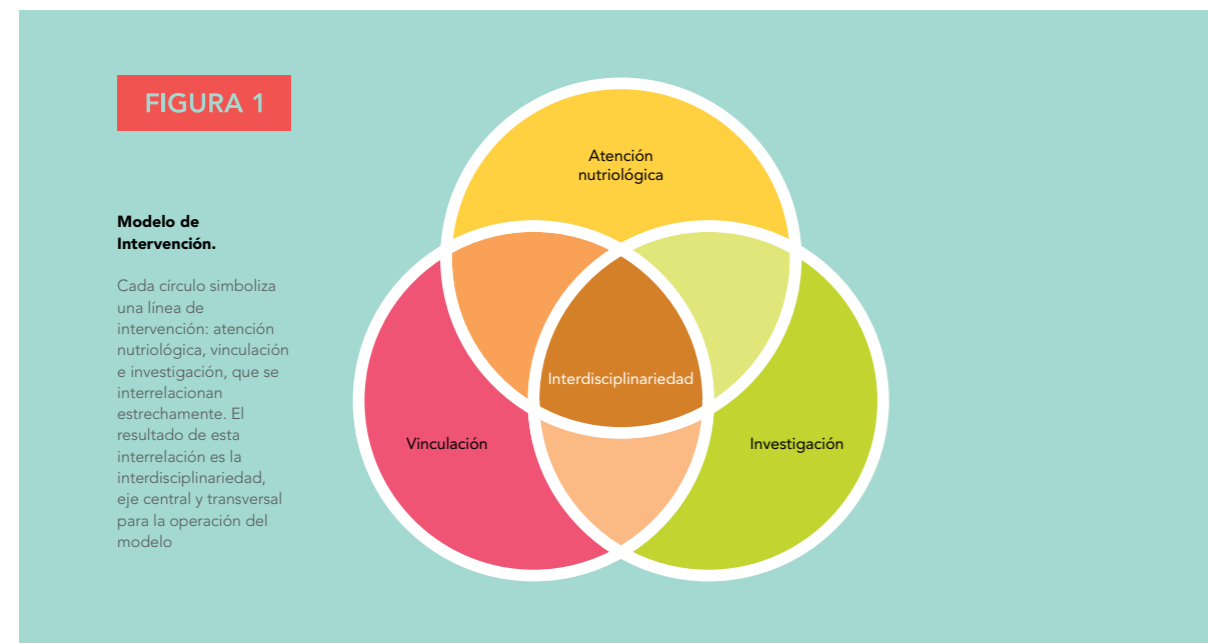 FIGURA 1
Modelo de
Intervención.
Cada círculo simboliza
una línea de
intervención: atención
nutriológica, vinculación
e investigación, que se
interrelacionan
estrechamente. El
resultado de esta
interrelación es la
interdisciplinariedad,
eje central y transversal
para la operación del
modelo
Atención
nutriológica
Interdisciplinariedad
Vinculación
Investigación